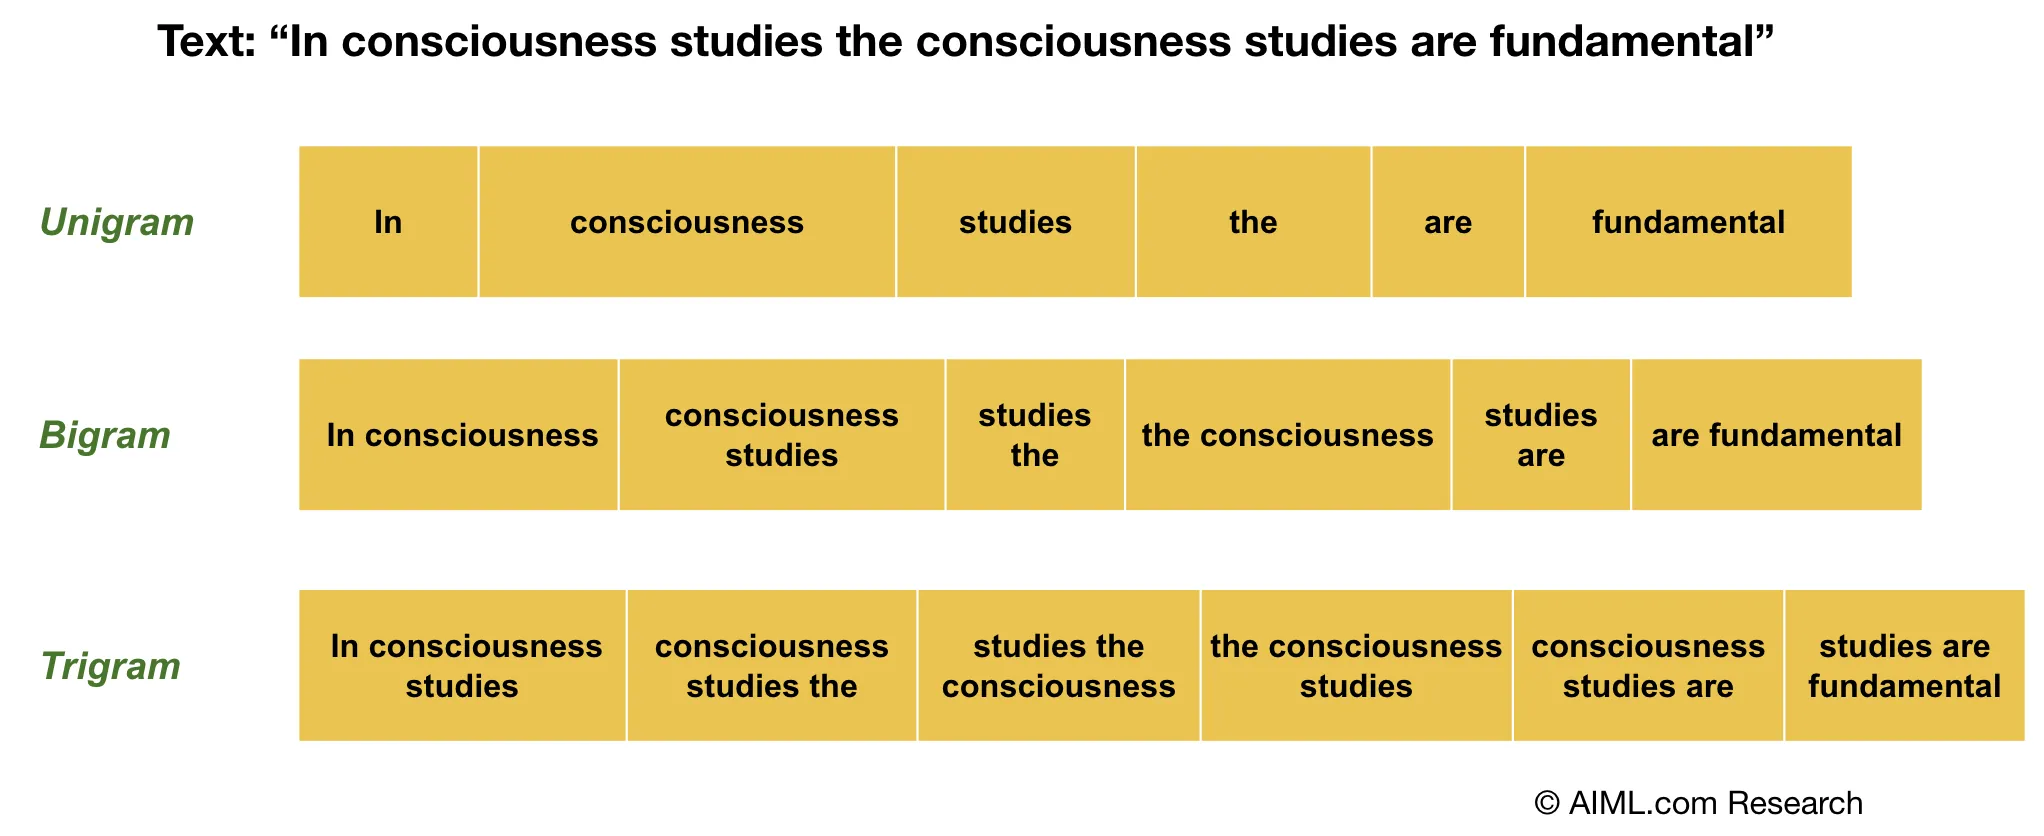 Text: “In consciousness studies the consciousness studies are fundamental”
Unigram
In
consciousness
studies
the
are
fundamental
Bigram
In consciousness
consciousness
studies
studies
the
the consciousness
studies
are
are fundamental
Trigram
In consciousness
studies
consciousness
studies the
studies the
consciousness
the consciousness
studies
consciousness
studies are
studies are
fundamental
© AIML.com Research